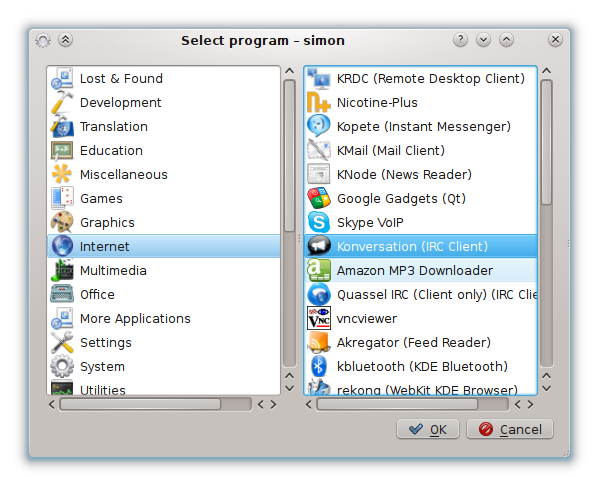 Select program – simon
Lost & Found
Development
Translation
Education
Miscellaneous
Games
Graphics
Internet
Multimedia
Office
More Applications
Settings
System
Utilities
KRDC (Remote Desktop Client)
Nicotine-Plus
Kopete (Instant Messenger)
KMail (Mail Client)
KNode (News Reader)
Google Gadgets (Qt)
Skype VoIP
Konversation (IRC Client)
Amazon MP3 Downloader
Quassel IRC (Client only) (IRC Clie
vncviewer
Akregator (Feed Reader)
kbluetooth (KDE Bluetooth)
rekonq (WebKit KDE Browser)
OK
Cancel